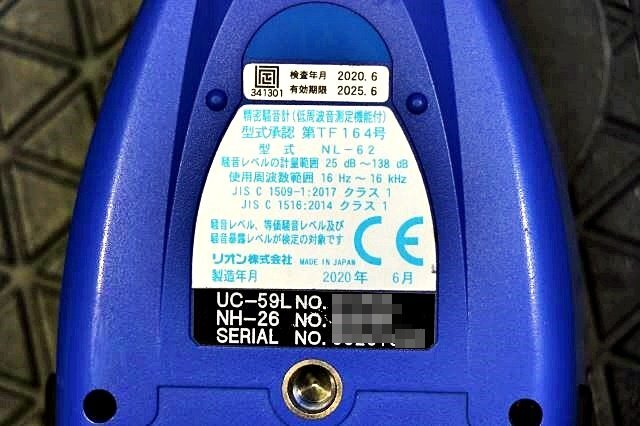 検査年月 2020.6
341301 有効期限 2025.6
精密騒音計(低周波音測定機能付)
型式承認 第TF164号
型 式 NL-62
騒音レベルの計量範囲 25 dB ~138 dB
使用周波数範囲 16 Hz ~ 16 kHz
JIS C 1509-1:2017 クラス 1
JIS C 1516:2014 クラス 1
騒音レベル、等価騒音レベル及び
騒音暴露レベルが検定の対象です
CE
リオン株式会社 MADE IN JAPAN
製造年月 2020年 6月
UC-59L NO.
NH-26 NO.
SERIAL NO.